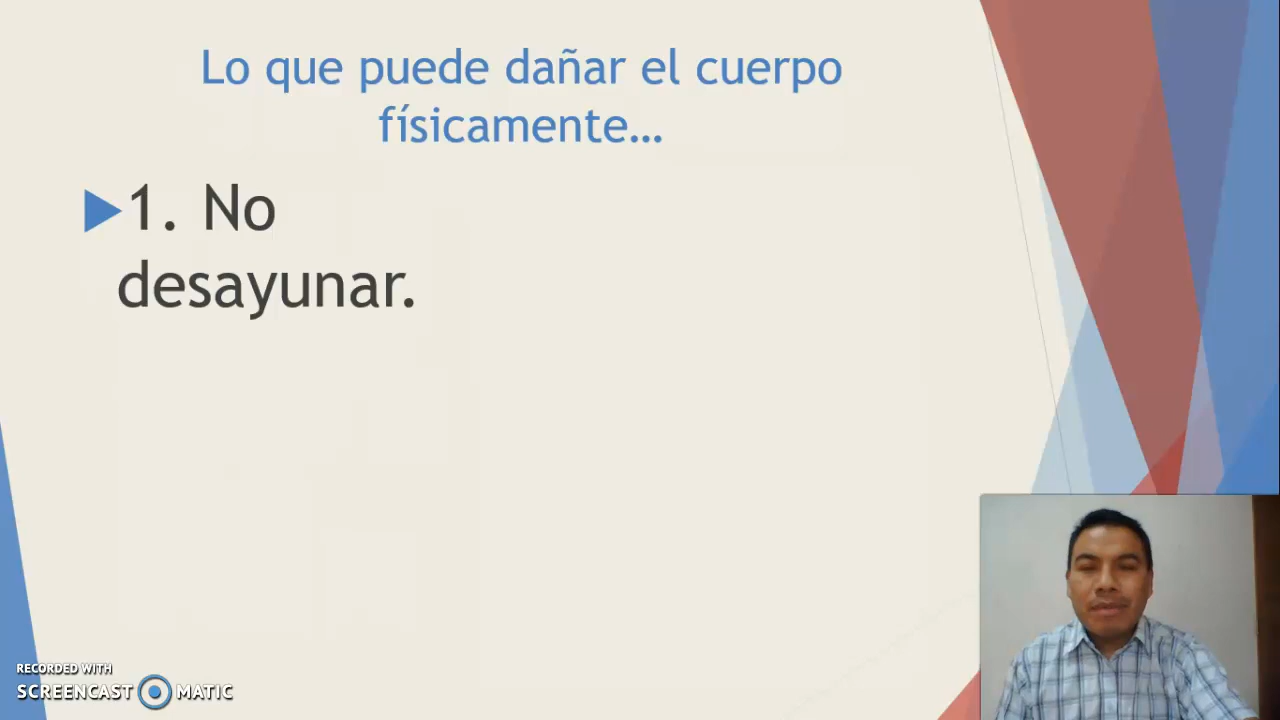 Lo que puede dañar el cuerpo
físicamente...
1. No
desayunar.
RECORDED WITH
SCREENCAST MATIC